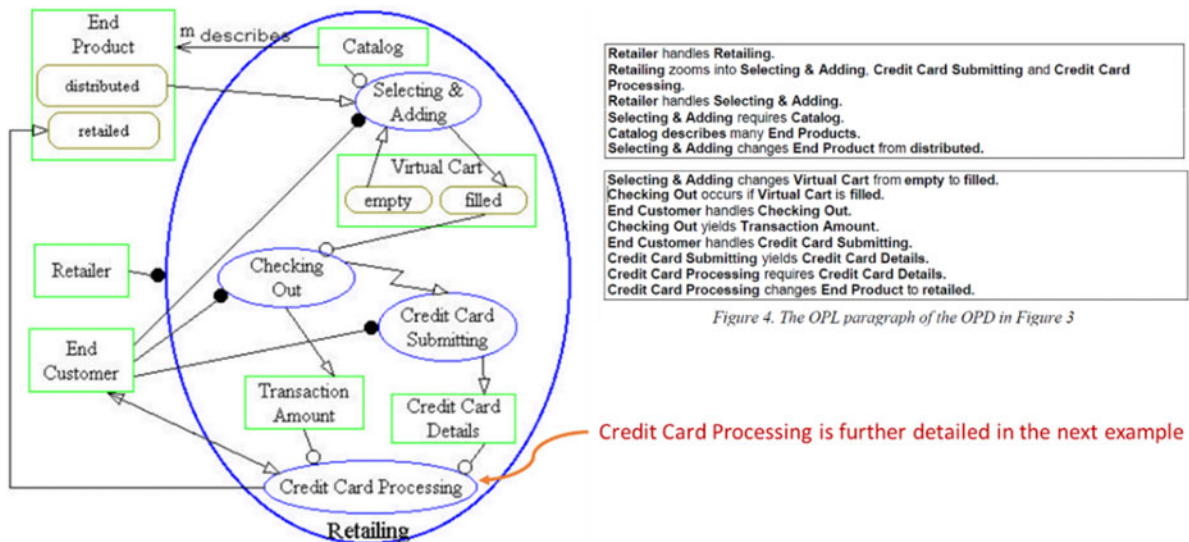 End
Product
distributed
retailed
m describes
Catalog
Selecting &
Adding
Virtual Cart
empty
filled
Retailer
Checking
Out
Credit Card
Submitting
End
Customer
Transaction
Amount
Credit Card
Details
Credit Card Processing
Retailing
Retailer handles Retailing.
Retailing zooms into Selecting & Adding, Credit Card Submitting and Credit Card
Processing.
Retailer handles Selecting & Adding.
Selecting & Adding requires Catalog.
Catalog describes many End Products.
Selecting & Adding changes End Product from distributed.
Selecting & Adding changes Virtual Cart from empty to filled.
Checking Out occurs if Virtual Cart is filled.
End Customer handles Checking Out.
Checking Out yields Transaction Amount.
End Customer handles Credit Card Submitting.
Credit Card Submitting yields Credit Card Details.
Credit Card Processing requires Credit Card Details.
Credit Card Processing changes End Product to retailed.
Figure 4. The OPL paragraph of the OPD in Figure 3
Credit Card Processing is further detailed in the next example